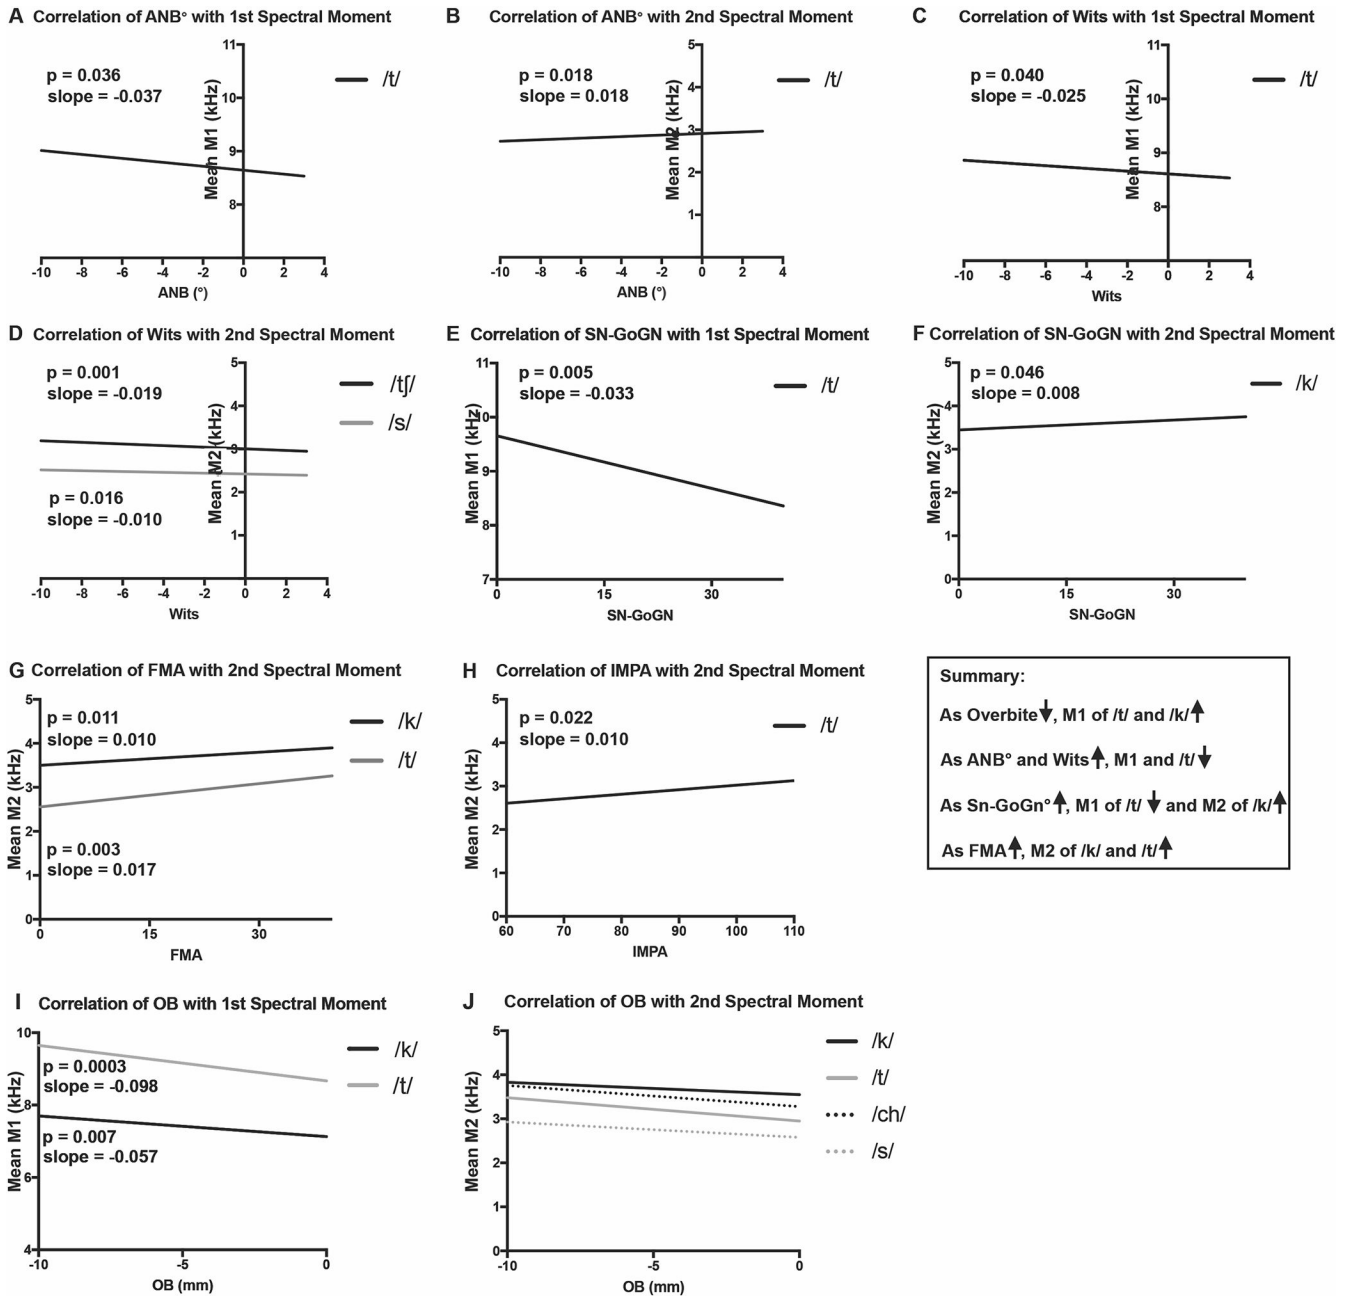 A Correlation of ANB° with 1st Spectral Moment
p = 0.036
slope = -0.037
/t/
Mean M1 (kHz)
11
10
9
8
-10 -8 -6 -4 -2 0 2 4
ANB (°)
B Correlation of ANB° with 2nd Spectral Moment
p = 0.018
slope = 0.018
/t/
Mean M2 (kHz)
5
4
3
2
1
-10 -8 -6 -4 -2 0 2 4
ANB (°)
C Correlation of Wits with 1st Spectral Moment
p = 0.040
slope = -0.025
/t/
Mean M1 (kHz)
11
10
9
8
-10 -8 -6 -4 -2 0 2 4
Wits
D Correlation of Wits with 2nd Spectral Moment
p = 0.001
slope = -0.019
/tʃ/
/s/
p = 0.016
slope = -0.010
Mean M2 (kHz)
5
4
3
2
1
-10 -8 -6 -4 -2 0 2 4
Wits
E Correlation of SN-GoGN with 1st Spectral Moment
p = 0.005
slope = -0.033
/t/
Mean M1 (kHz)
11
10
9
8
7
0 15 30
SN-GoGN
F Correlation of SN-GoGN with 2nd Spectral Moment
p = 0.046
slope = 0.008
/k/
Mean M2 (kHz)
5
4
3
2
1
0
0 15 30
SN-GoGN
G Correlation of FMA with 2nd Spectral Moment
p = 0.011
slope = 0.010
/k/
/t/
p = 0.003
slope = 0.017
Mean M2 (kHz)
5
4
3
2
1
0
0 15 30
FMA
H Correlation of IMPA with 2nd Spectral Moment
p = 0.022
slope = 0.010
/t/
Mean M2 (kHz)
5
4
3
2
1
0
60 70 80 90 100 110
IMPA
Summary:
As Overbite↓, M1 of /t/ and /k/↑
As ANB° and Wits↑, M1 and /t/↓
As Sn-GoGn°↑, M1 of /t/ ↓ and M2 of /k/↑
As FMA↑, M2 of /k/ and /t/↑
I Correlation of OB with 1st Spectral Moment
/k/
/t/
p = 0.0003
slope = -0.098
p = 0.007
slope = -0.057
Mean M1 (kHz)
10
8
6
4
-10 -5 0
OB (mm)
J Correlation of OB with 2nd Spectral Moment
/k/
/t/
/ch/
/s/
Mean M2 (kHz)
5
4
3
2
1
0
-10 -5 0
OB (mm)